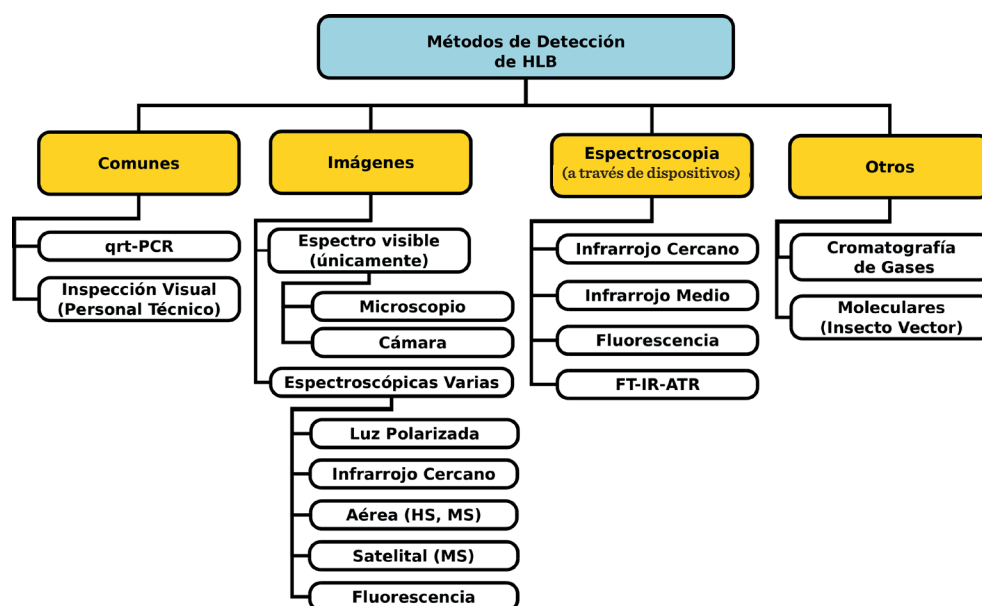 Métodos de Detección
de HLB
Comunes
qrt-PCR
Inspección Visual
(Personal Técnico)
Imágenes
Espectro visible
(únicamente)
Microscopio
Cámara
Espectroscópicas Varias
Luz Polarizada
Infrarrojo Cercano
Aérea (HS, MS)
Satelital (MS)
Fluorescencia
Espectroscopia
(a través de dispositivos)
Infrarrojo Cercano
Infrarrojo Medio
Fluorescencia
FT-IR-ATR
Otros
Cromatografía
de Gases
Moleculares
(Insecto Vector)